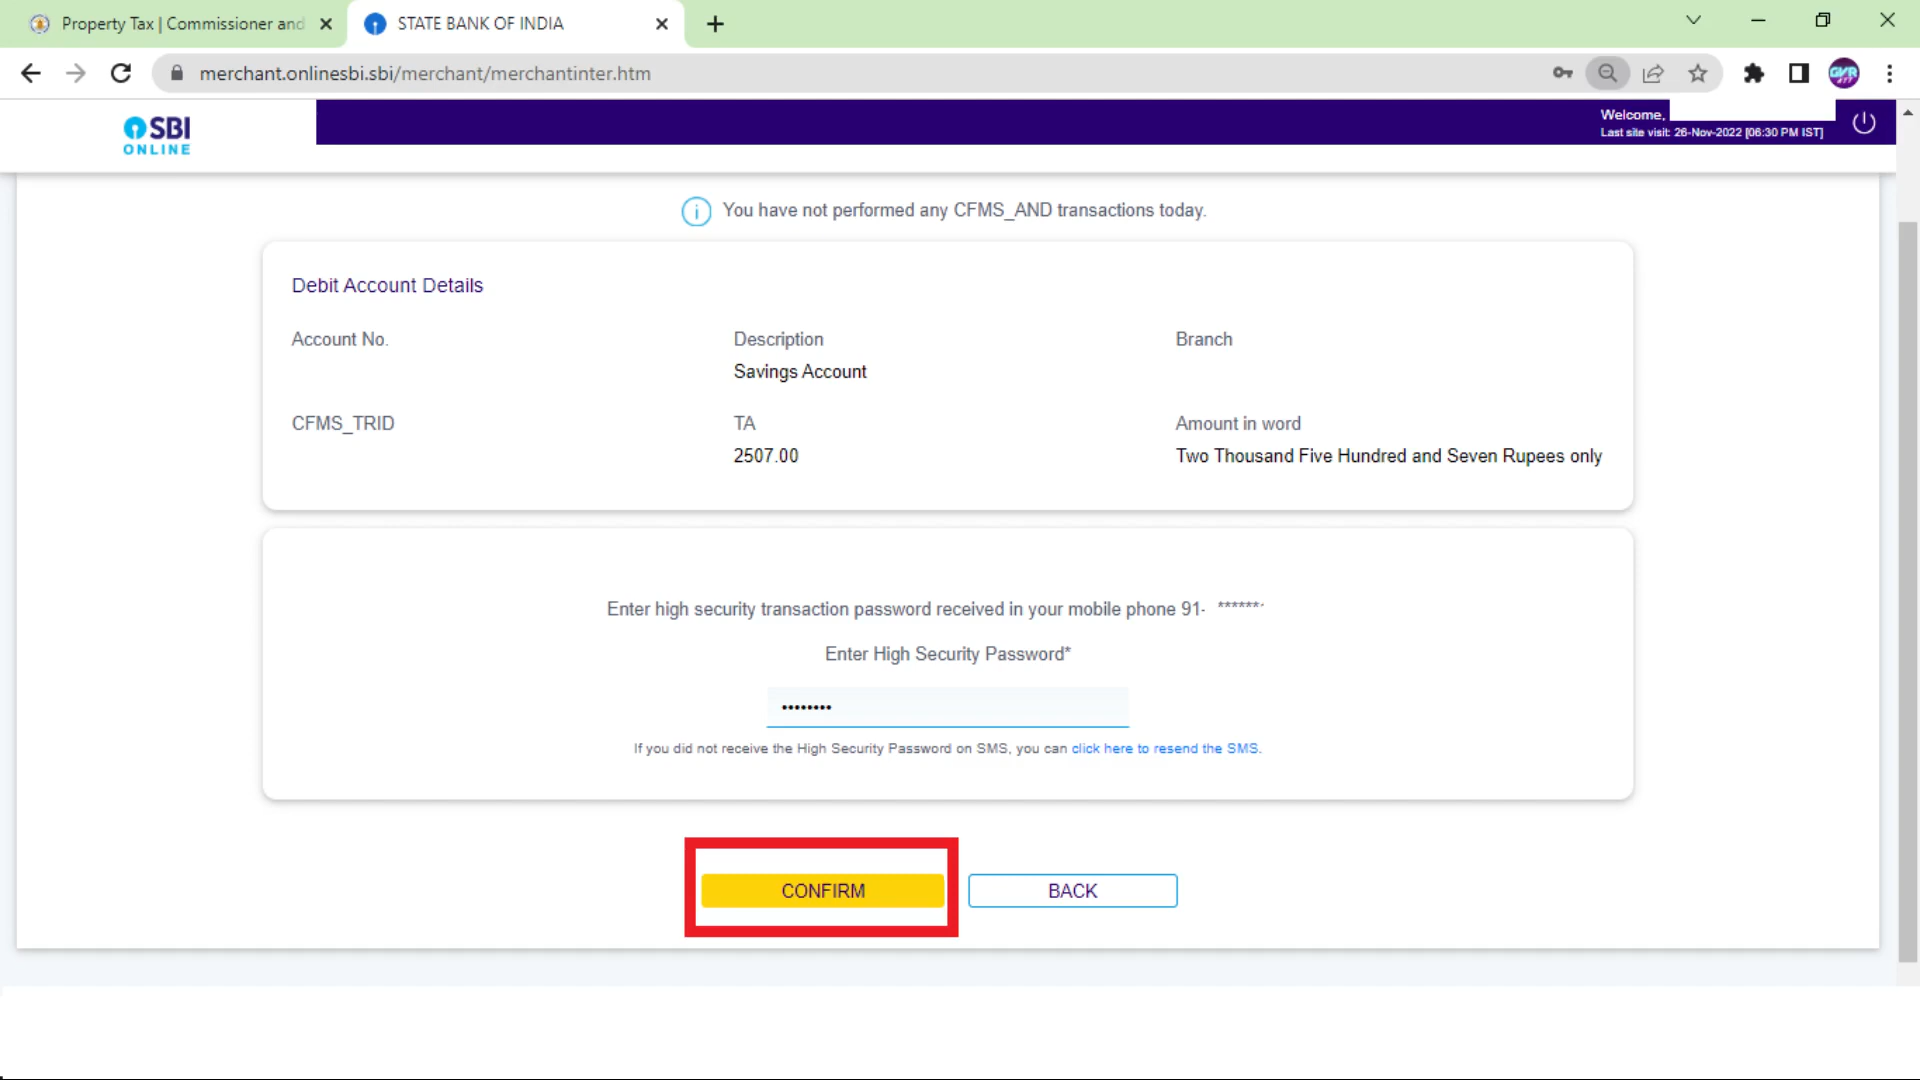 Property Tax | Commissioner and
STATE BANK OF INDIA
merchant.onlinesbi.sbi/merchant/merchantinter.htm
GVR
SBI
ONLINE
Welcome,
Last site visit: 26-Nov-2022 [06:30 PM IST]
You have not performed any CFMS_AND transactions today.
Debit Account Details
Account No. Description Branch
Savings Account
CFMS_TRID TA Amount in word
2507.00 Two Thousand Five Hundred and Seven Rupees only
Enter high security transaction password received in your mobile phone 91- ******
Enter High Security Password*
••••••••
If you did not receive the High Security Password on SMS, you can click here to resend the SMS.
CONFIRM BACK